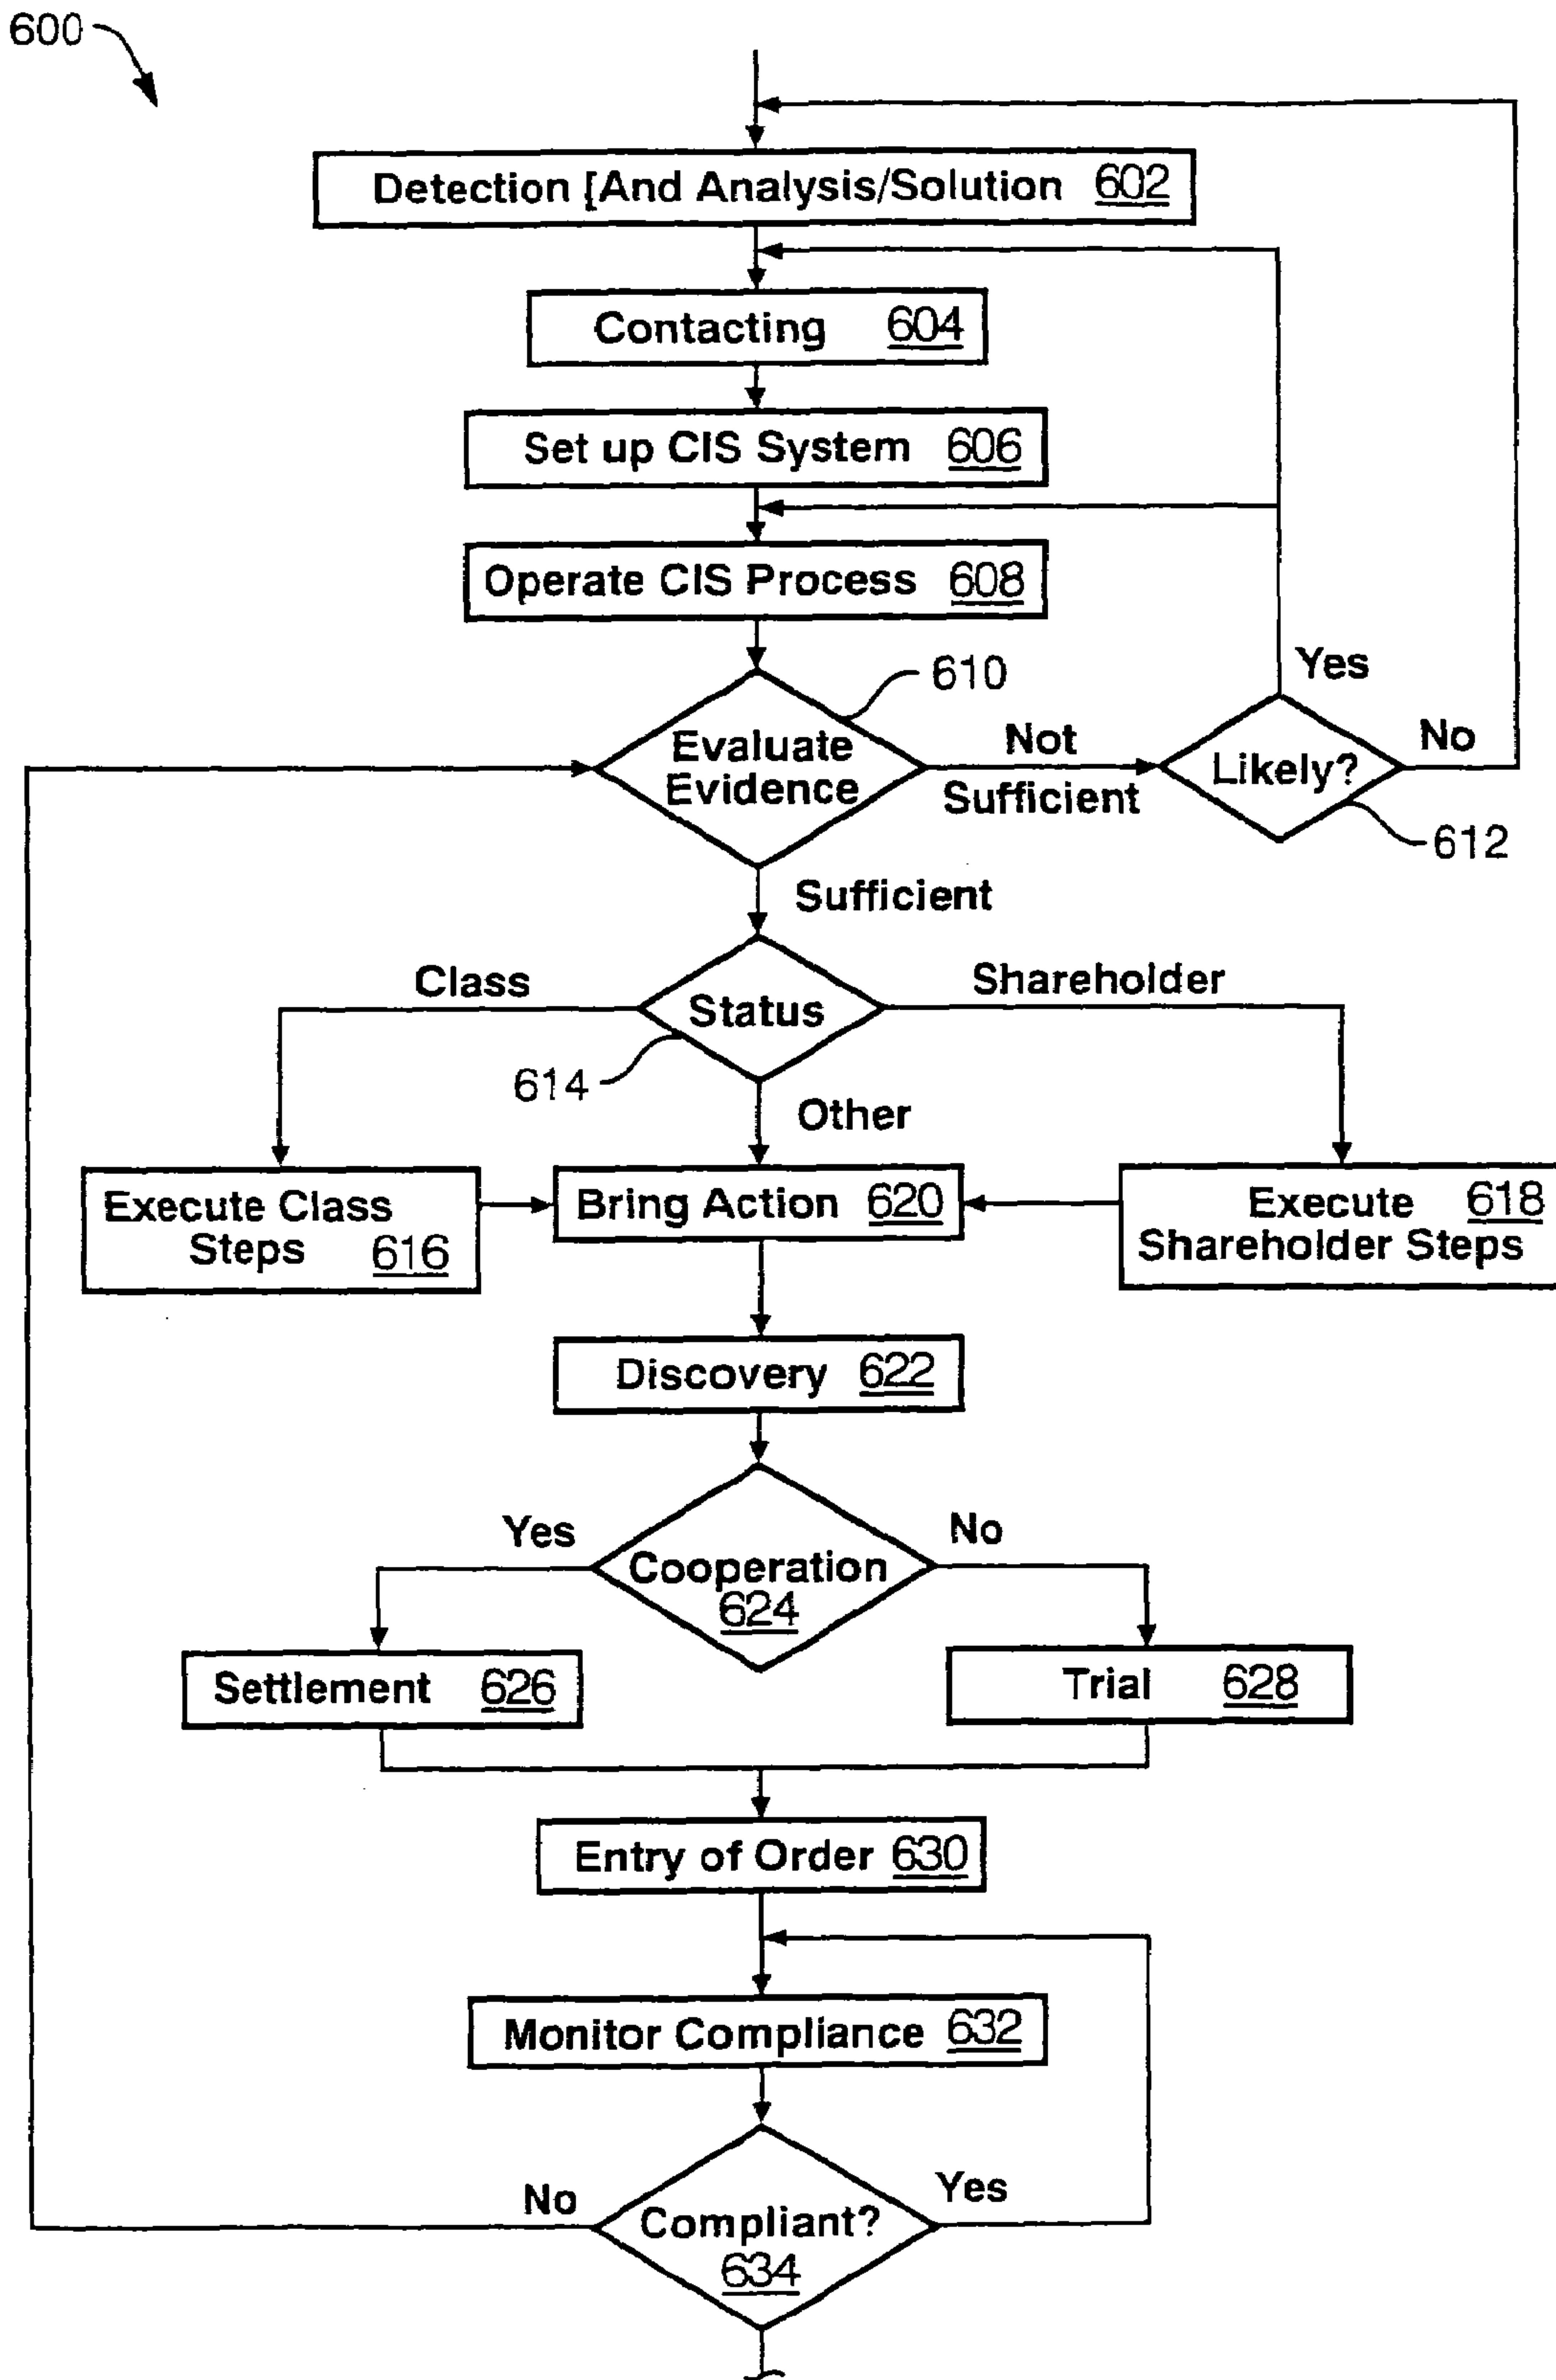 600
Detection [And Analysis/Solution 602
Contacting 604
Set up CIS System 606
Operate CIS Process 608
610
Yes
Evaluate
Evidence
Not
Sufficient
Likely?
No
612
Sufficient
Class
Status
Shareholder
614
Other
Execute Class
Steps 616
Bring Action 620
Execute 618
Shareholder Steps
Discovery 622
Yes
Cooperation
624
No
Settlement 626
Trial 628
Entry of Order 630
Monitor Compliance 632
No
Compliant?
634
Yes